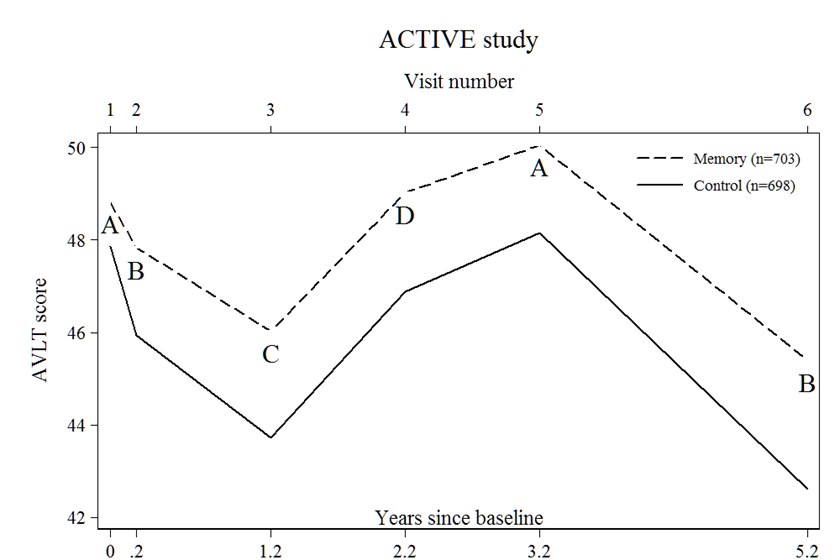 ACTIVE study
Visit number
1 2 3 4 5 6
50
Memory (n=703)
Control (n=698)
A
A
D
48
B
AVLT score
46
C
B
44
42
Years since baseline
0 .2 1.2 2.2 3.2 5.2